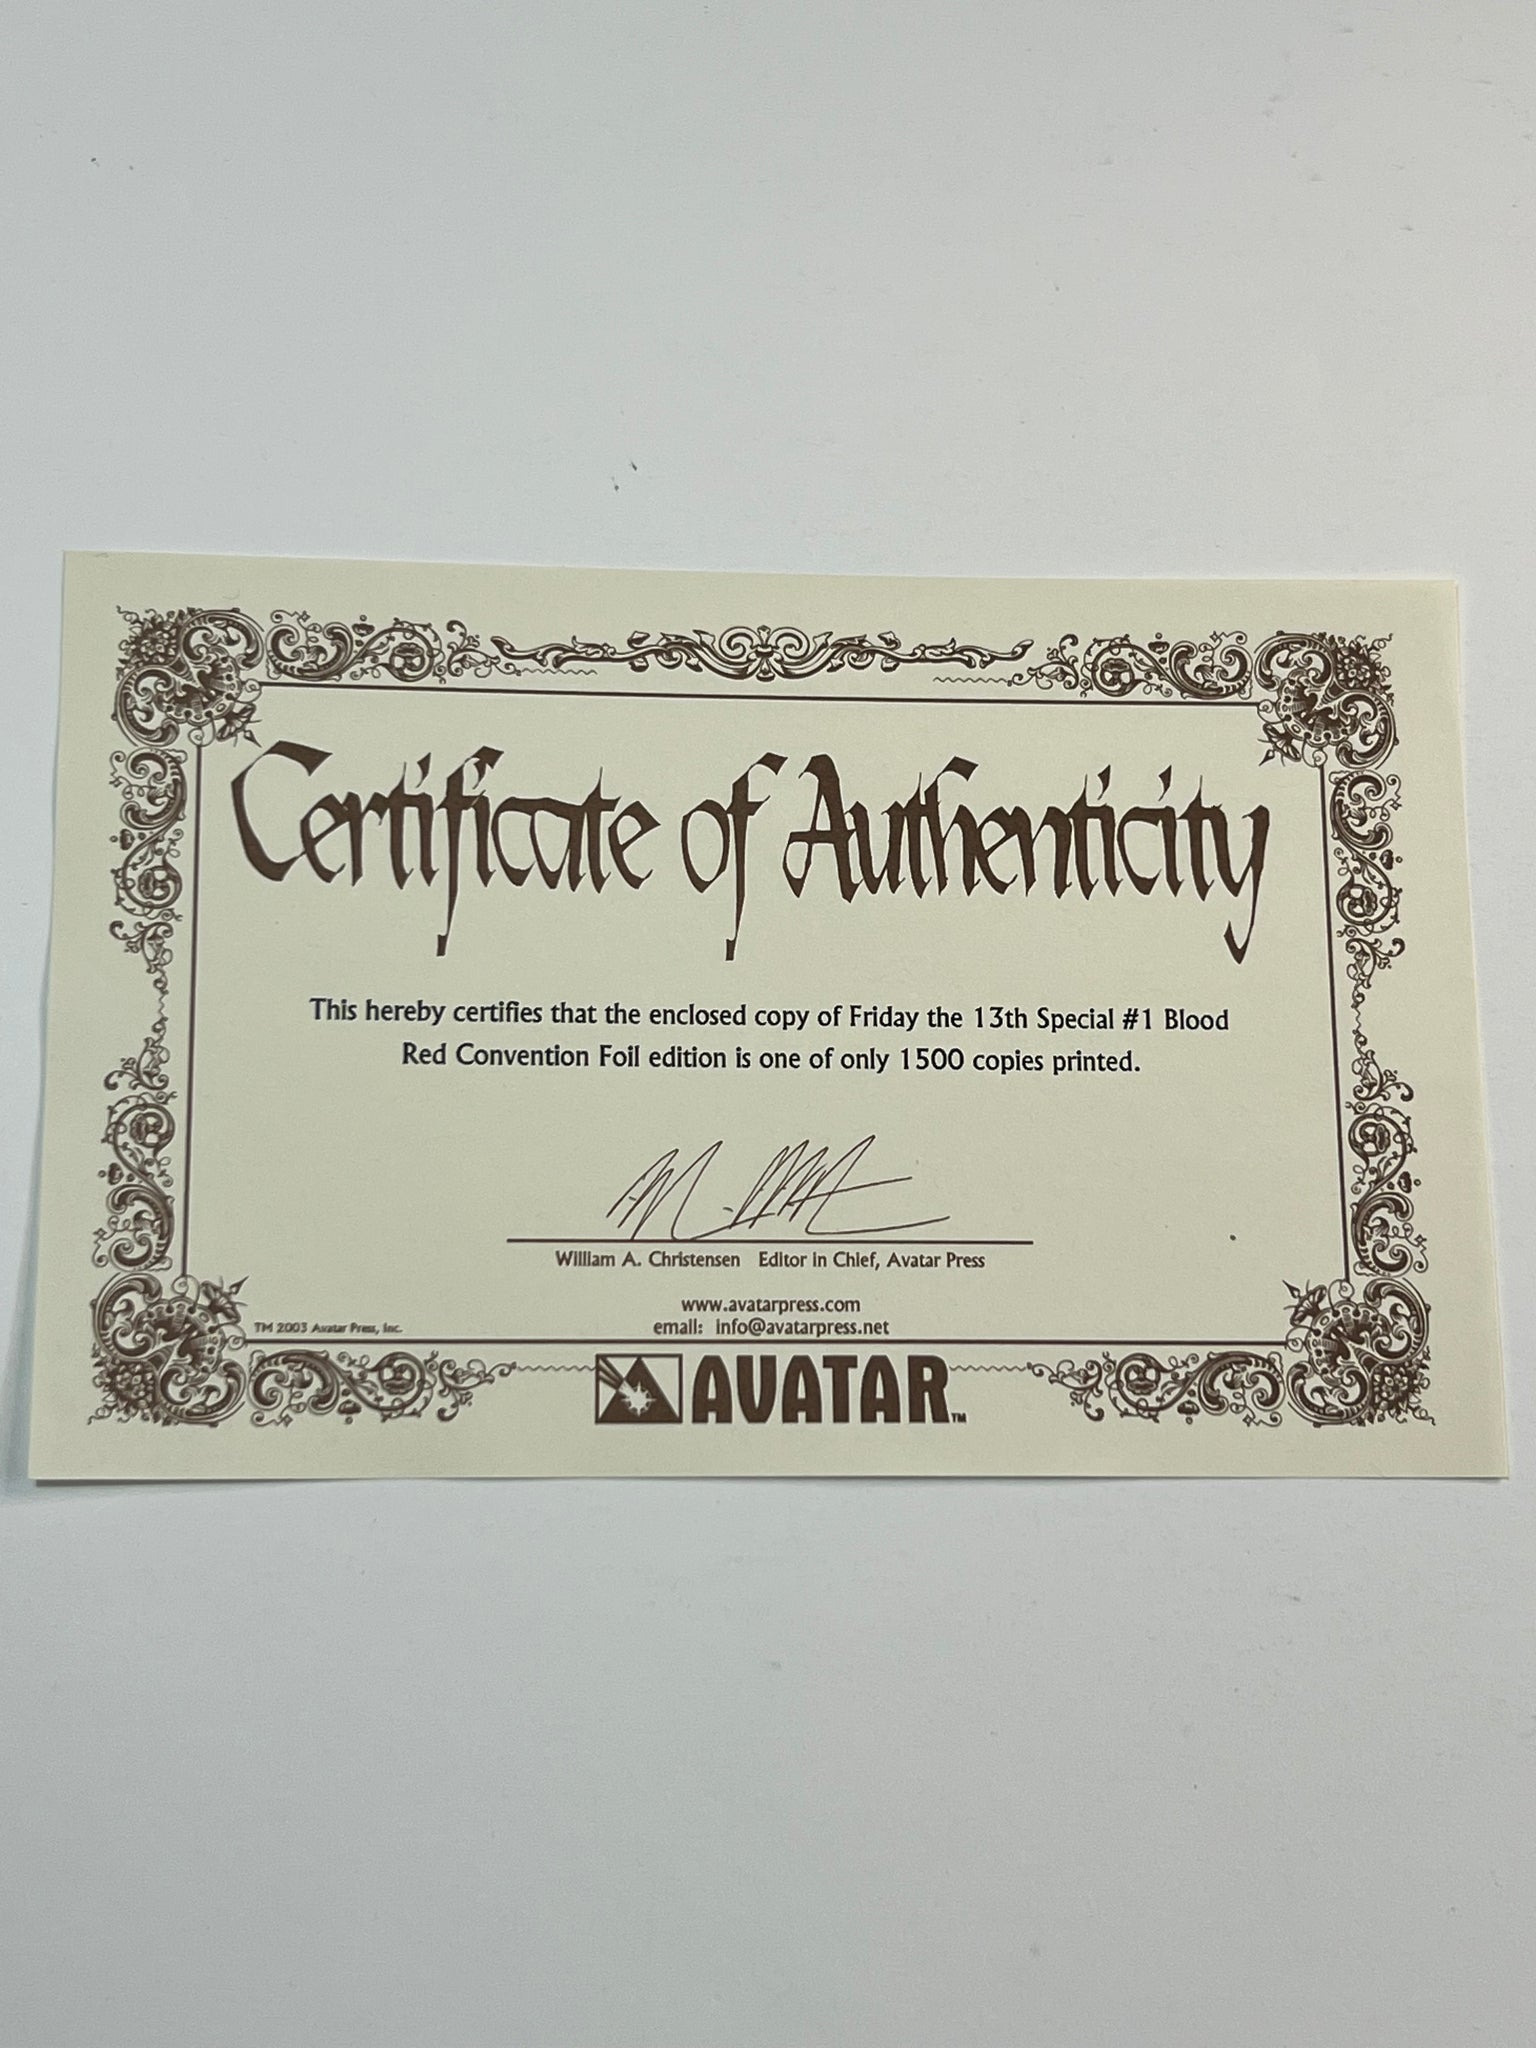 Certificate of Authenticity
This hereby certifies that the enclosed copy of Friday the 13th Special #1 Blood
Red Convention Foil edition is one of only 1500 copies printed.
William A. Christensen Editor in Chief, Avatar Press
www.avatarpress.com
TM 2003 Avatar Press, Inc.
email: info@avatarpress.net
AVATAR™